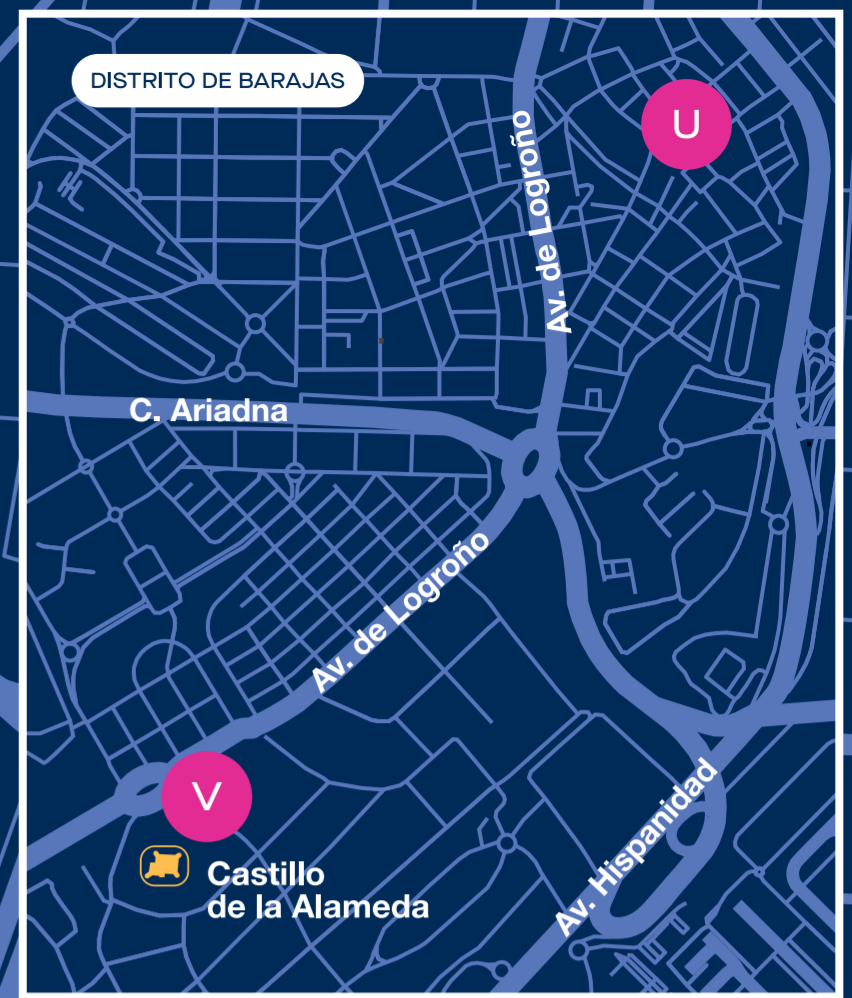 DISTRITO DE BARAJAS
U
Av. de Logroño
C. Ariadna
Av. de Logroño
V
Castillo
de la Alameda
Av. Hispanidad